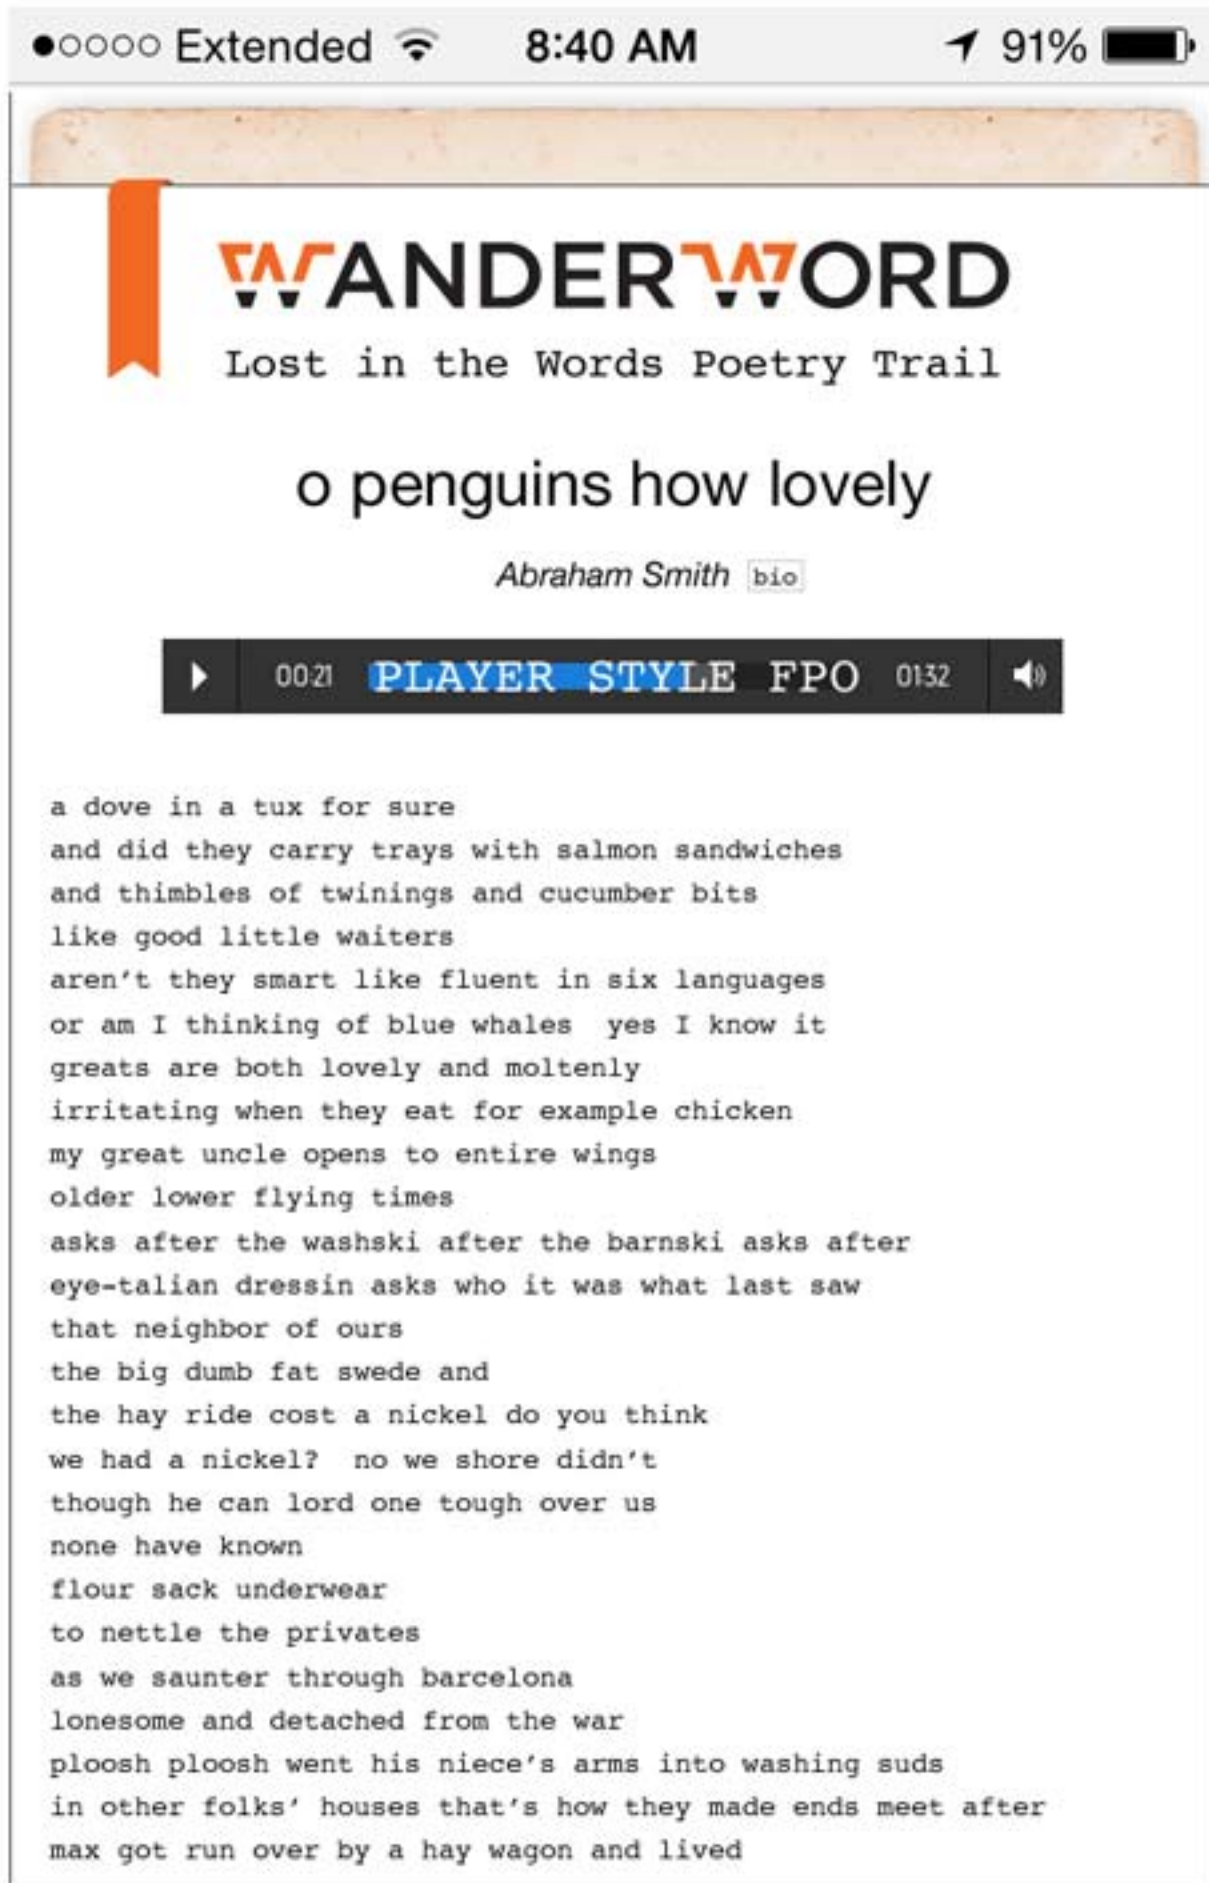 Extended 8:40 AM 91%
WANDERWORD
Lost in the Words Poetry Trail
o penguins how lovely
Abraham Smith bio
00:21 PLAYER STYLE FPO 01:32
a dove in a tux for sure
and did they carry trays with salmon sandwiches
and thimbles of twinings and cucumber bits
like good little waiters
aren't they smart like fluent in six languages
or am I thinking of blue whales  yes I know it
greats are both lovely and moltenly
irritating when they eat for example chicken
my great uncle opens to entire wings
older lower flying times
asks after the washski after the barnski asks after
eye-talian dressin asks who it was what last saw
that neighbor of ours
the big dumb fat swede and
the hay ride cost a nickel do you think
we had a nickel?  no we shore didn't
though he can lord one tough over us
none have known
flour sack underwear
to nettle the privates
as we saunter through barcelona
lonesome and detached from the war
ploosh ploosh went his niece's arms into washing suds
in other folks' houses that's how they made ends meet after
max got run over by a hay wagon and lived